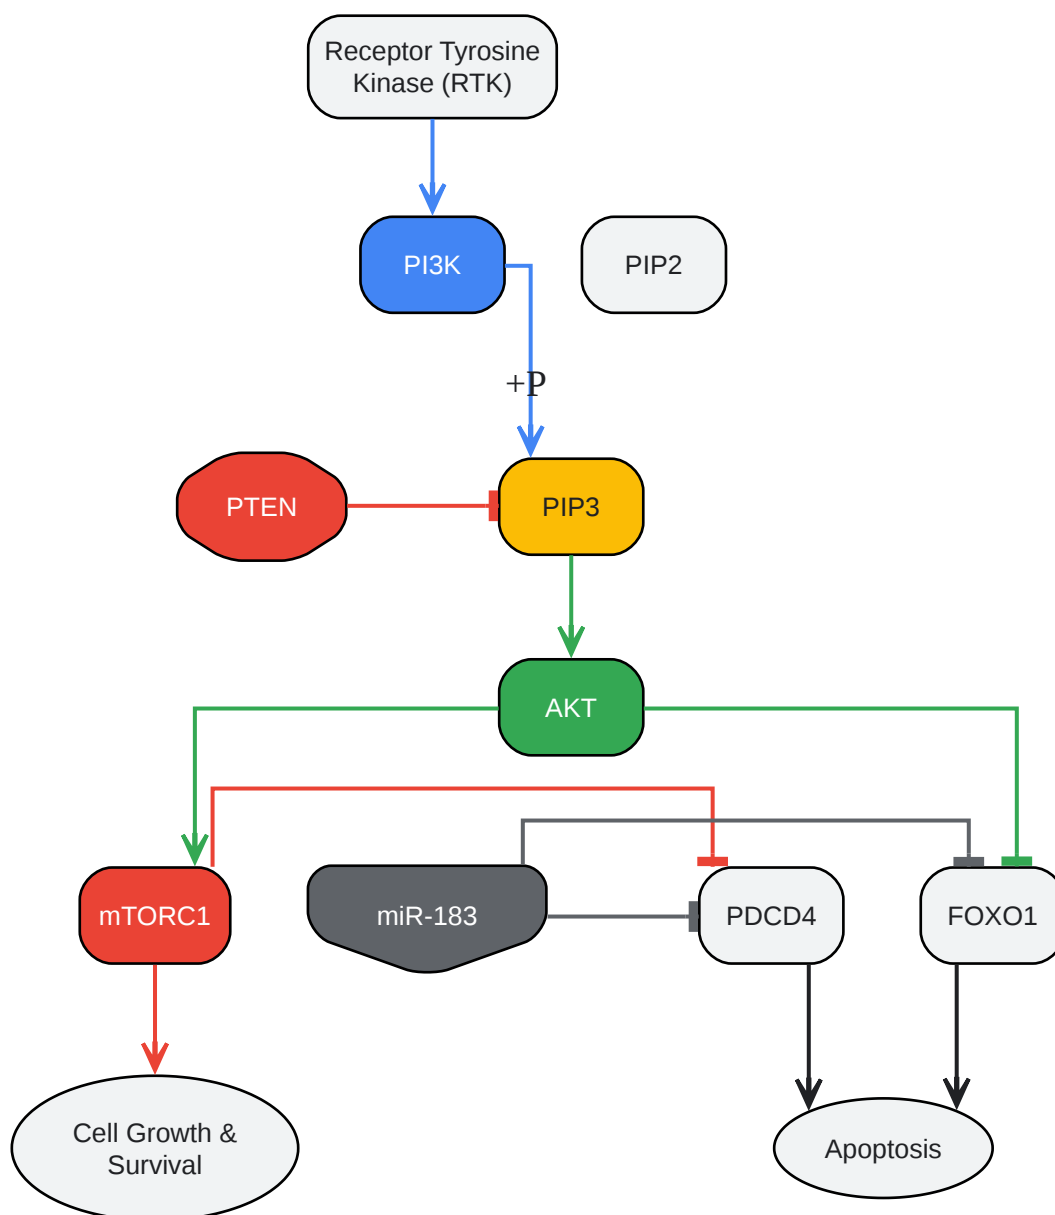 Receptor Tyrosine
Kinase (RTK)
PI3K
PIP2
+P
PTEN
PIP3
AKT
mTORC1
miR-183
PDCD4
FOXO1
Cell Growth &
Survival
Apoptosis